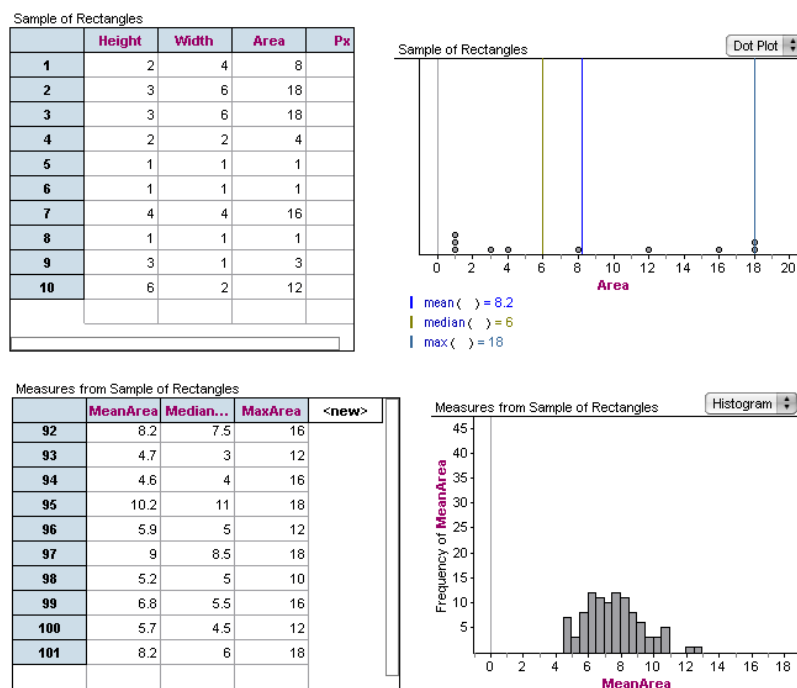 Sample of Rectangles
Height Width Area Px
1 2 4 8
2 3 6 18
3 3 6 18
4 2 2 4
5 1 1 1
6 1 1 1
7 4 4 16
8 1 1 1
9 3 1 3
10 6 2 12
Sample of Rectangles Dot Plot
0 2 4 6 8 10 12 14 16 18 20
Area
mean ( ) = 8.2
median ( ) = 6
max ( ) = 18
Measures from Sample of Rectangles
MeanArea Median... MaxArea <new>
92 8.2 7.5 16
93 4.7 3 12
94 4.6 4 16
95 10.2 11 18
96 5.9 5 12
97 9 8.5 18
98 5.2 5 10
99 6.8 5.5 16
100 5.7 4.5 12
101 8.2 6 18
Measures from Sample of Rectangles Histogram
Frequency of MeanArea
45
40
35
30
25
20
15
10
5
0 2 4 6 8 10 12 14 16 18
MeanArea